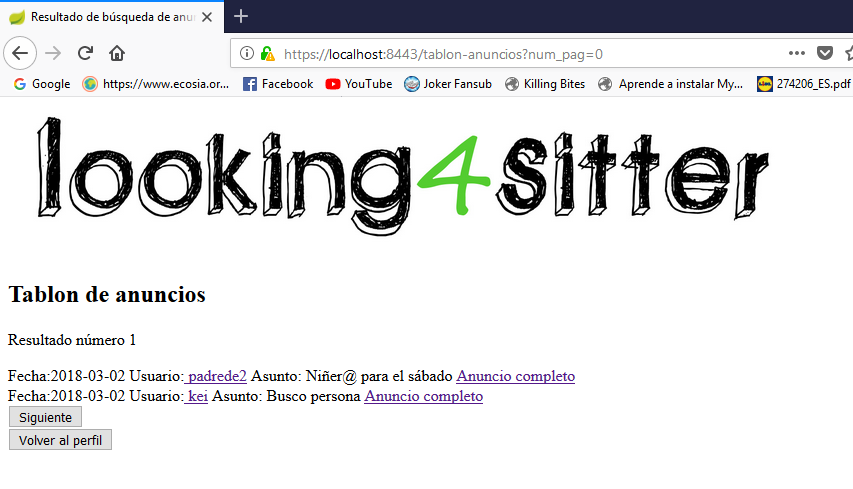 Resultado de búsqueda de anu
https://localhost:8443/tablon-anuncios?num_pag=0
Google https://www.ecosia.or... Facebook YouTube Joker Fansub Killing Bites Aprende a instalar My... 274206_ES.pdf
looking4sitter
Tablon de anuncios
Resultado número 1
Fecha:2018-03-02 Usuario: padrede2 Asunto: Niñer@ para el sábado Anuncio completo
Fecha:2018-03-02 Usuario: kei Asunto: Busco persona Anuncio completo
Siguiente
Volver al perfil